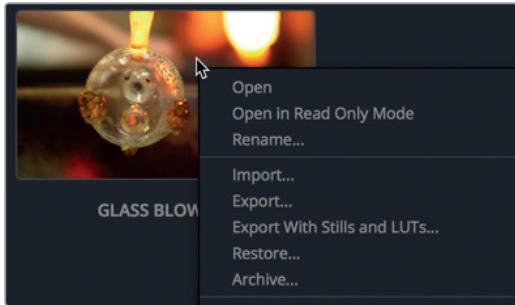 Open
Open in Read Only Mode
Rename...
Import...
GLASS BLOW
Export...
Export With Stills and LUTs...
Restore...
Archive...